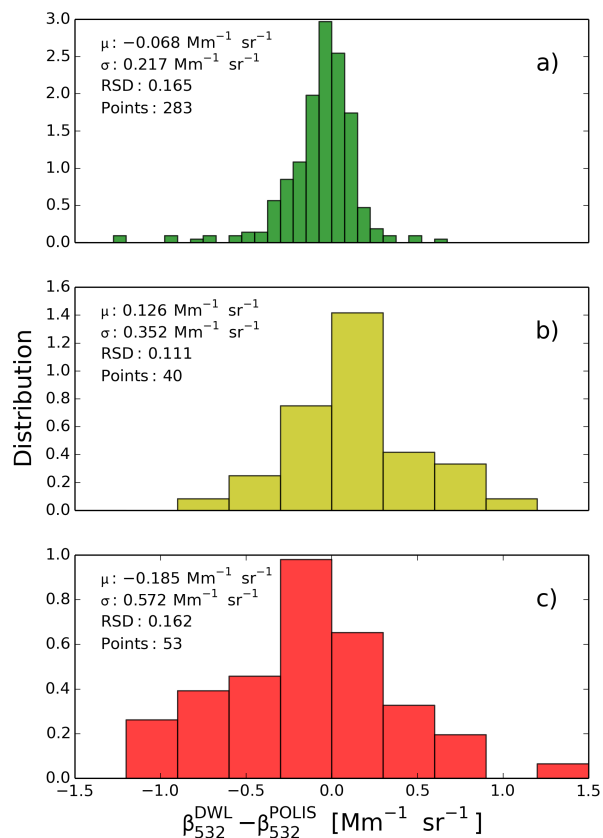 3.0
2.5
2.0
1.5
1.0
0.5
0.0
μ: −0.068 Mm⁻¹ sr⁻¹
σ: 0.217 Mm⁻¹ sr⁻¹
RSD: 0.165
Points: 283
a)
1.6
1.4
1.2
1.0
0.8
0.6
0.4
0.2
0.0
μ: 0.126 Mm⁻¹ sr⁻¹
σ: 0.352 Mm⁻¹ sr⁻¹
RSD: 0.111
Points: 40
b)
Distribution
1.0
0.8
0.6
0.4
0.2
0.0
μ: −0.185 Mm⁻¹ sr⁻¹
σ: 0.572 Mm⁻¹ sr⁻¹
RSD: 0.162
Points: 53
c)
−1.5 −1.0 −0.5 0.0 0.5 1.0 1.5
β₅₃₂ᴰᵂᴸ − β₅₃₂ᴾᴼᴸᴵˢ [Mm⁻¹ sr⁻¹]